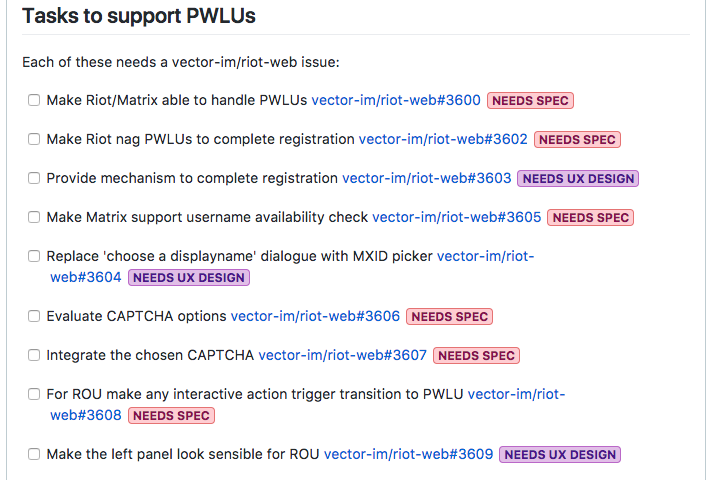 Tasks to support PWLUs
Each of these needs a vector-im/riot-web issue:
Make Riot/Matrix able to handle PWLUs vector-im/riot-web#3600 NEEDS SPEC
Make Riot nag PWLUs to complete registration vector-im/riot-web#3602 NEEDS SPEC
Provide mechanism to complete registration vector-im/riot-web#3603 NEEDS UX DESIGN
Make Matrix support username availability check vector-im/riot-web#3605 NEEDS SPEC
Replace 'choose a displayname' dialogue with MXID picker vector-im/riot-
web#3604 NEEDS UX DESIGN
Evaluate CAPTCHA options vector-im/riot-web#3606 NEEDS SPEC
Integrate the chosen CAPTCHA vector-im/riot-web#3607 NEEDS SPEC
For ROU make any interactive action trigger transition to PWLU vector-im/riot-
web#3608 NEEDS SPEC
Make the left panel look sensible for ROU vector-im/riot-web#3609 NEEDS UX DESIGN